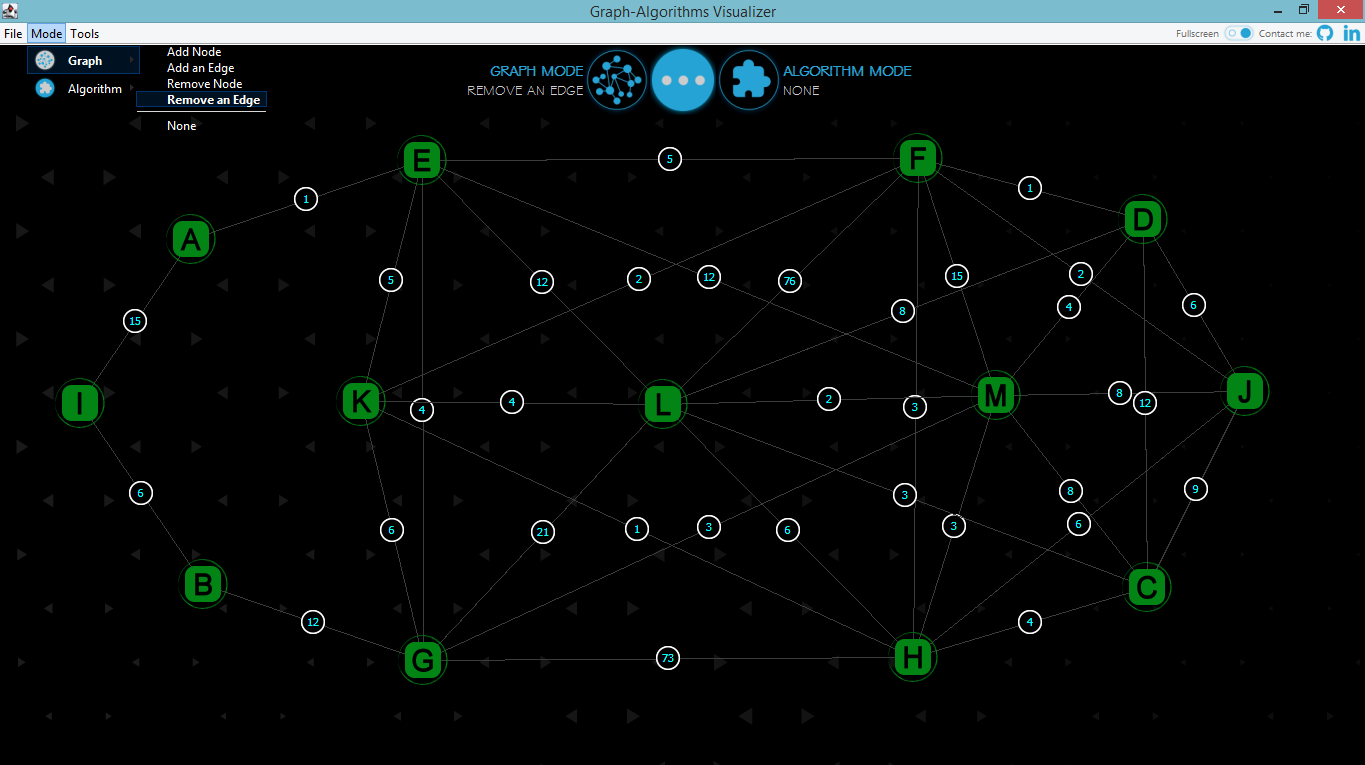 Graph-Algorithms Visualizer
File Mode Tools
Fullscreen Contact me:
Graph
Algorithm
Add Node
Add an Edge
Remove Node
Remove an Edge
None
GRAPH MODE
REMOVE AN EDGE
ALGORITHM MODE
NONE
E
5
F
1
1
D
A
5
12
2
12
76
15
2
8
4
6
15
I
K
4
4
L
2
3
M
8
12
J
6
6
21
1
3
6
3
3
8
6
9
B
C
12
4
G
73
H